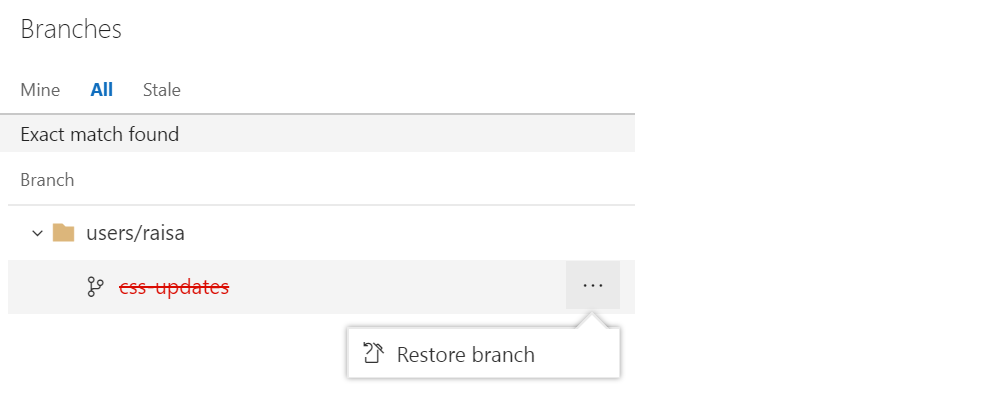 Branches
Mine All Stale
Exact match found
Branch
users/raisa
css-updates ...
Restore branch